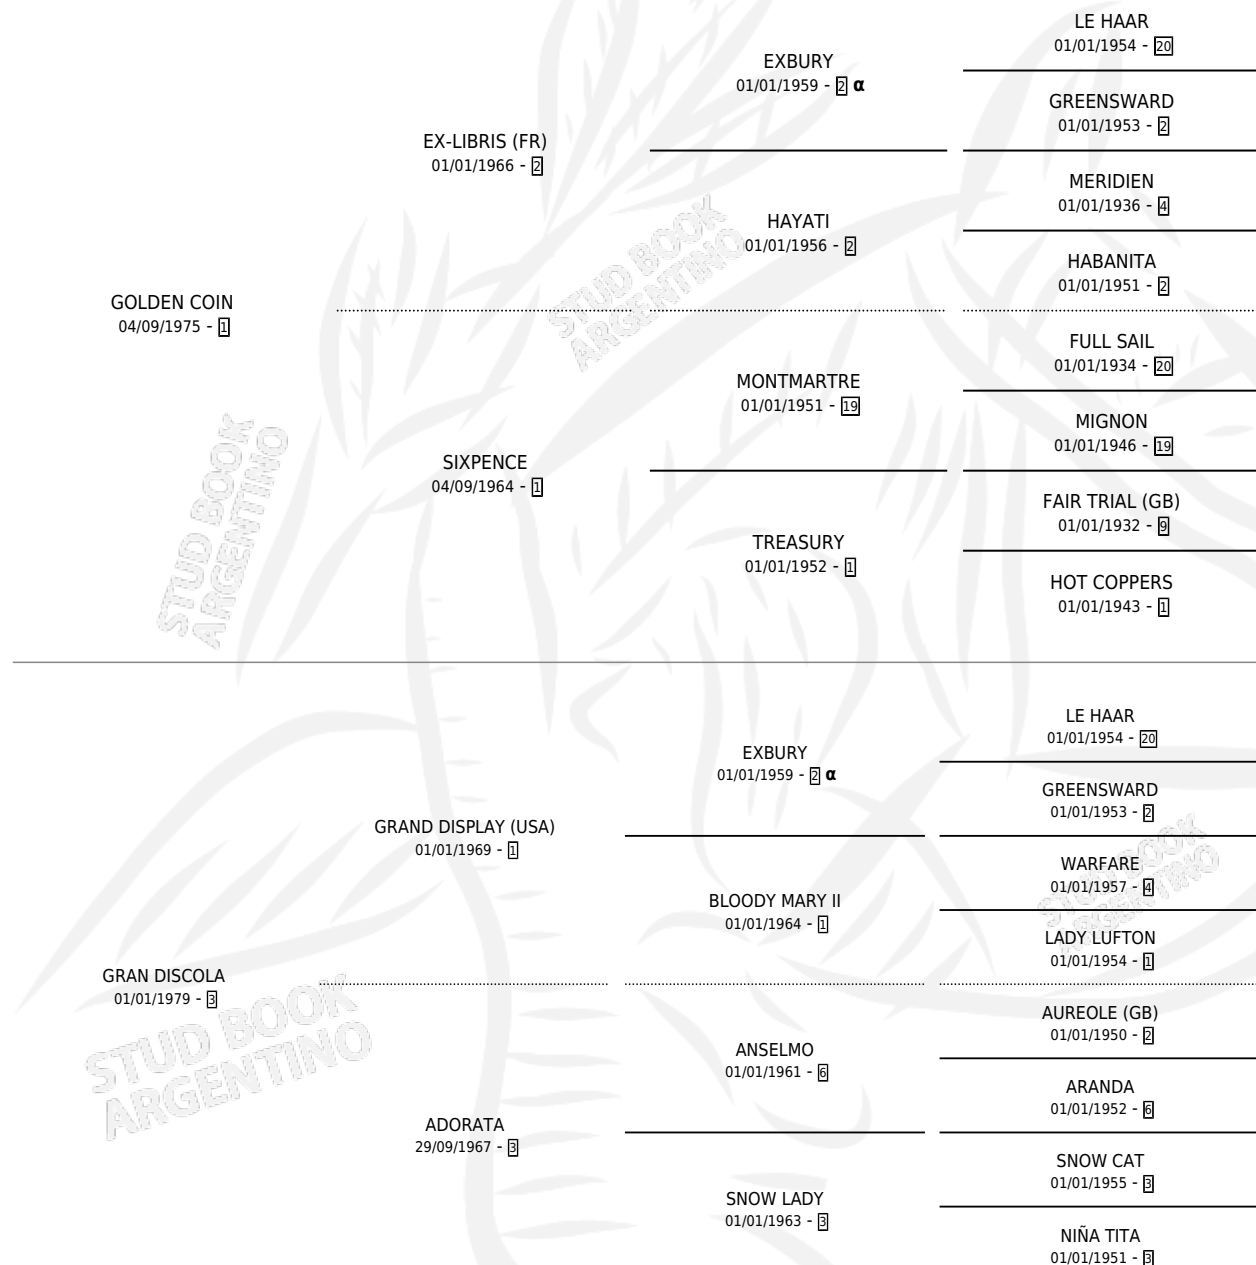 LE HAAR
01/01/1954 - 20
EXBURY
01/01/1959 - 2 α
GREENSWARD
01/01/1953 - 2
EX-LIBRIS (FR)
01/01/1966 - 2
MERIDIEN
01/01/1936 - 4
HAYATI
01/01/1956 - 2
HABANITA
01/01/1951 - 2
GOLDEN COIN
04/09/1975 - 1
FULL SAIL
01/01/1934 - 20
MONTMARTRE
01/01/1951 - 19
MIGNON
01/01/1946 - 19
SIXPENCE
04/09/1964 - 1
FAIR TRIAL (GB)
01/01/1932 - 9
TREASURY
01/01/1952 - 1
HOT COPPERS
01/01/1943 - 1
LE HAAR
01/01/1954 - 20
EXBURY
01/01/1959 - 2 α
GREENSWARD
01/01/1953 - 2
GRAND DISPLAY (USA)
01/01/1969 - 1
WARFARE
01/01/1957 - 4
BLOODY MARY II
01/01/1964 - 1
LADY LUFTON
01/01/1954 - 1
GRAN DISCOLA
01/01/1979 - 3
AUREOLE (GB)
01/01/1950 - 2
ANSELMO
01/01/1961 - 6
ARANDA
01/01/1952 - 6
ADORATA
29/09/1967 - 3
SNOW CAT
01/01/1955 - 3
SNOW LADY
01/01/1963 - 3
NIÑA TITA
01/01/1951 - 3
STUD BOOK
ARGENTINO
STUD BOOK
ARGENTINO
STUD BOOK
ARGENTINO
STUD BOOK
ARGENTINO